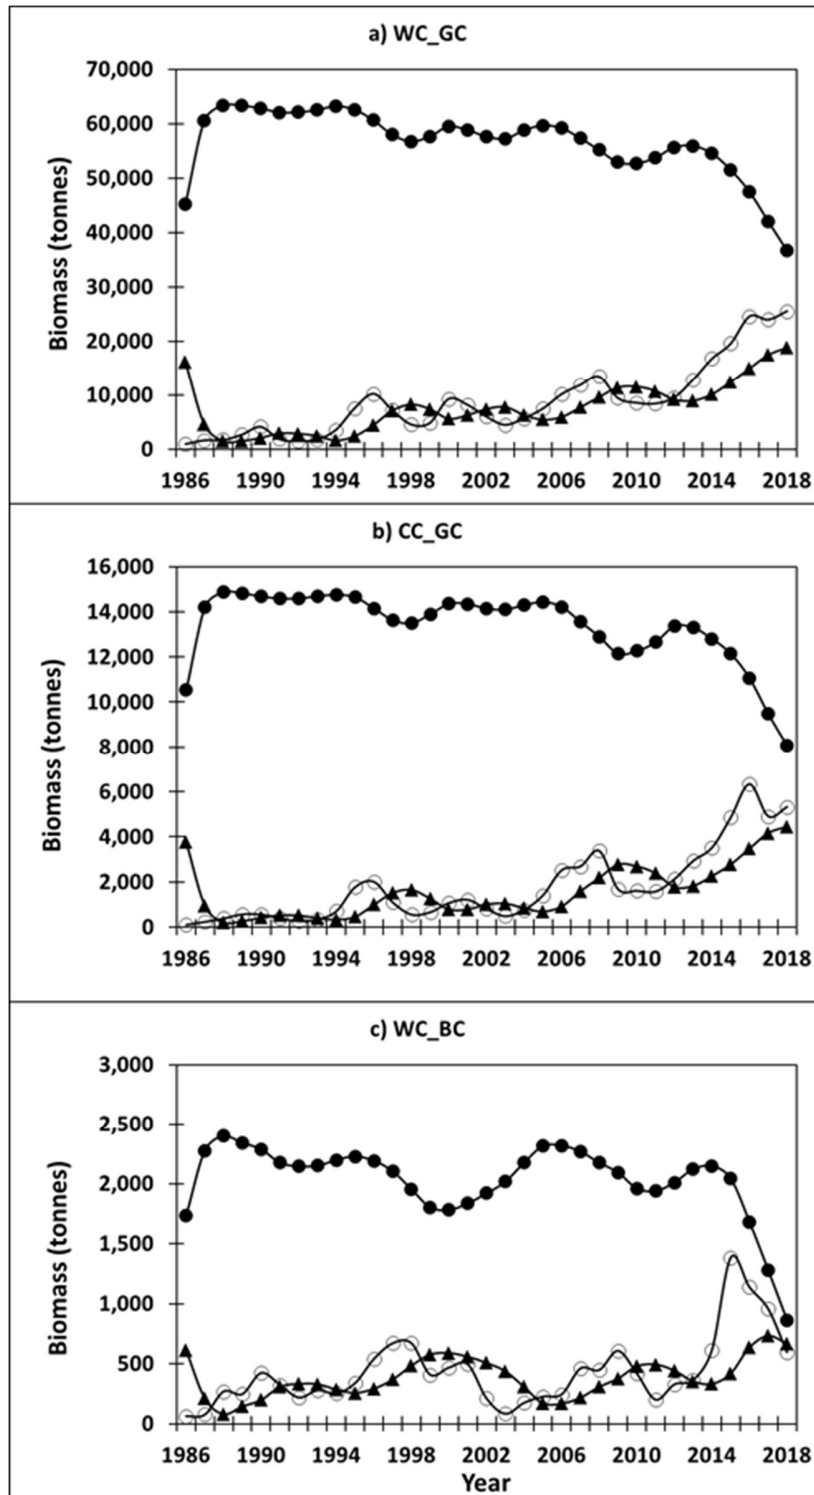 a) WC_GC
70,000
60,000
50,000
40,000
30,000
20,000
10,000
0
Biomass (tonnes)
1986 1990 1994 1998 2002 2006 2010 2014 2018
b) CC_GC
16,000
14,000
12,000
10,000
8,000
6,000
4,000
2,000
0
Biomass (tonnes)
1986 1990 1994 1998 2002 2006 2010 2014 2018
c) WC_BC
3,000
2,500
2,000
1,500
1,000
500
0
Biomass (tonnes)
1986 1990 1994 1998 2002 2006 2010 2014 2018
Year